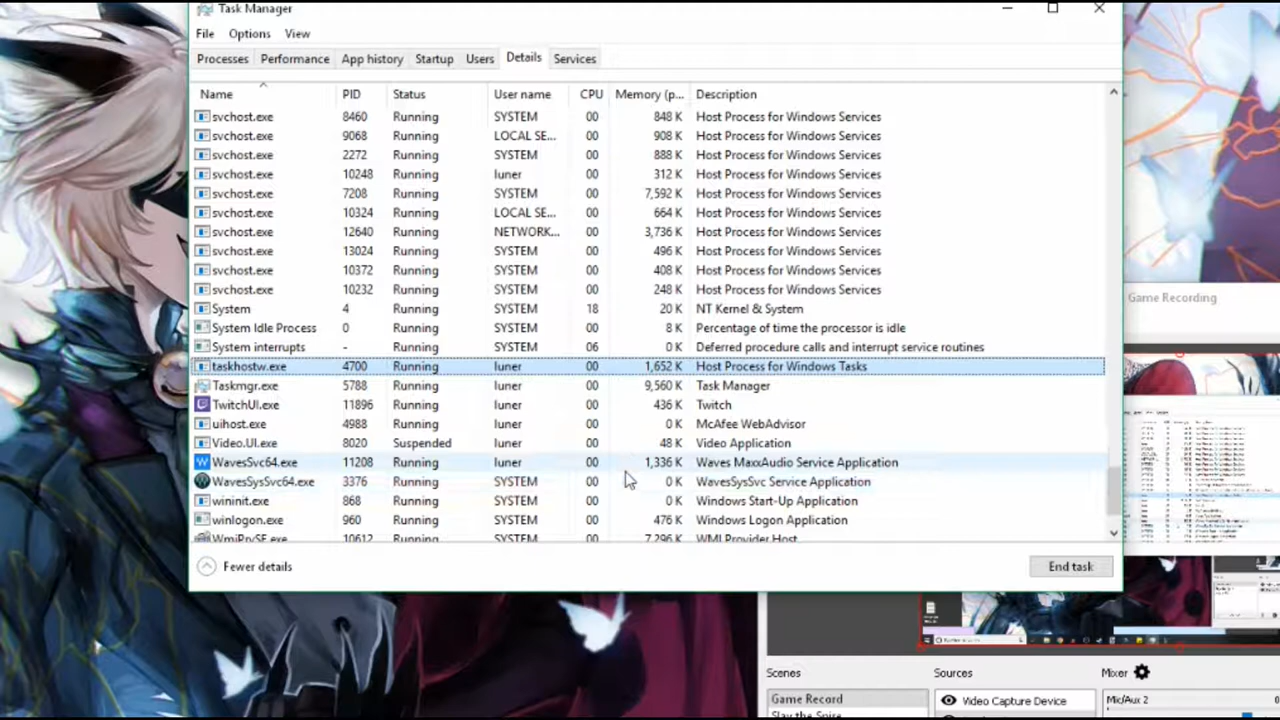 Task Manager
File Options View
Processes Performance App history Startup Users Details Services
Name PID Status User name CPU Memory (p... Description
svchost.exe 8460 Running SYSTEM 00 848 K Host Process for Windows Services
svchost.exe 9068 Running LOCAL SE... 00 908 K Host Process for Windows Services
svchost.exe 2272 Running SYSTEM 00 888 K Host Process for Windows Services
svchost.exe 10248 Running luner 00 312 K Host Process for Windows Services
svchost.exe 7208 Running SYSTEM 00 7,592 K Host Process for Windows Services
svchost.exe 10324 Running LOCAL SE... 00 664 K Host Process for Windows Services
svchost.exe 12640 Running NETWORK... 00 3,736 K Host Process for Windows Services
svchost.exe 13024 Running SYSTEM 00 496 K Host Process for Windows Services
svchost.exe 10372 Running SYSTEM 00 408 K Host Process for Windows Services
svchost.exe 10232 Running SYSTEM 00 248 K Host Process for Windows Services
System 4 Running SYSTEM 18 20 K NT Kernel & System
System Idle Process 0 Running SYSTEM 00 8 K Percentage of time the processor is idle
System interrupts - Running SYSTEM 06 0 K Deferred procedure calls and interrupt service routines
taskhostw.exe 4700 Running luner 00 1,652 K Host Process for Windows Tasks
Taskmgr.exe 5788 Running luner 00 9,560 K Task Manager
TwitchUI.exe 11896 Running luner 00 436 K Twitch
uihost.exe 4988 Running luner 00 0 K McAfee WebAdvisor
Video.UI.exe 8020 Suspended luner 00 48 K Video Application
WavesSvc64.exe 11208 Running luner 00 1,336 K Waves MaxxAudio Service Application
WavesSysSvc64.exe 3376 Running SYSTEM 00 0 K WavesSysSvc Service Application
wininit.exe 868 Running SYSTEM 00 0 K Windows Start-Up Application
winlogon.exe 960 Running SYSTEM 00 476 K Windows Logon Application
WmiPrvSE.exe 10612 Running SYSTEM 00 7,296 K WMI Provider Host
Fewer details End task
Game Recording
Scenes Sources Mixer
Game Record Video Capture Device Mic/Aux 2
Slay the Spire